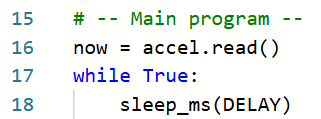 15 # -- Main program --
16 now = accel.read()
17 while True:
18     sleep_ms(DELAY)